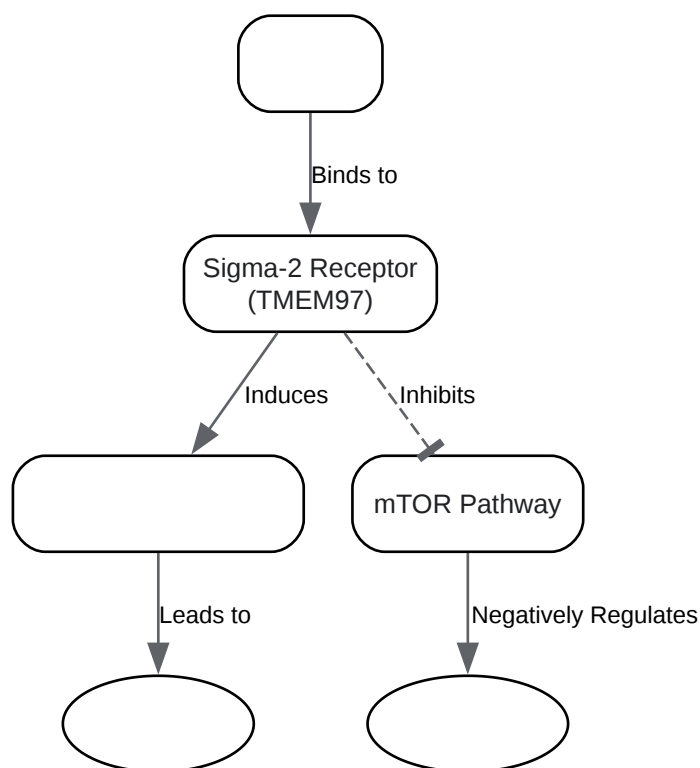 Binds to
Sigma-2 Receptor
(TMEM97)
Induces
Inhibits
mTOR Pathway
Leads to
Negatively Regulates